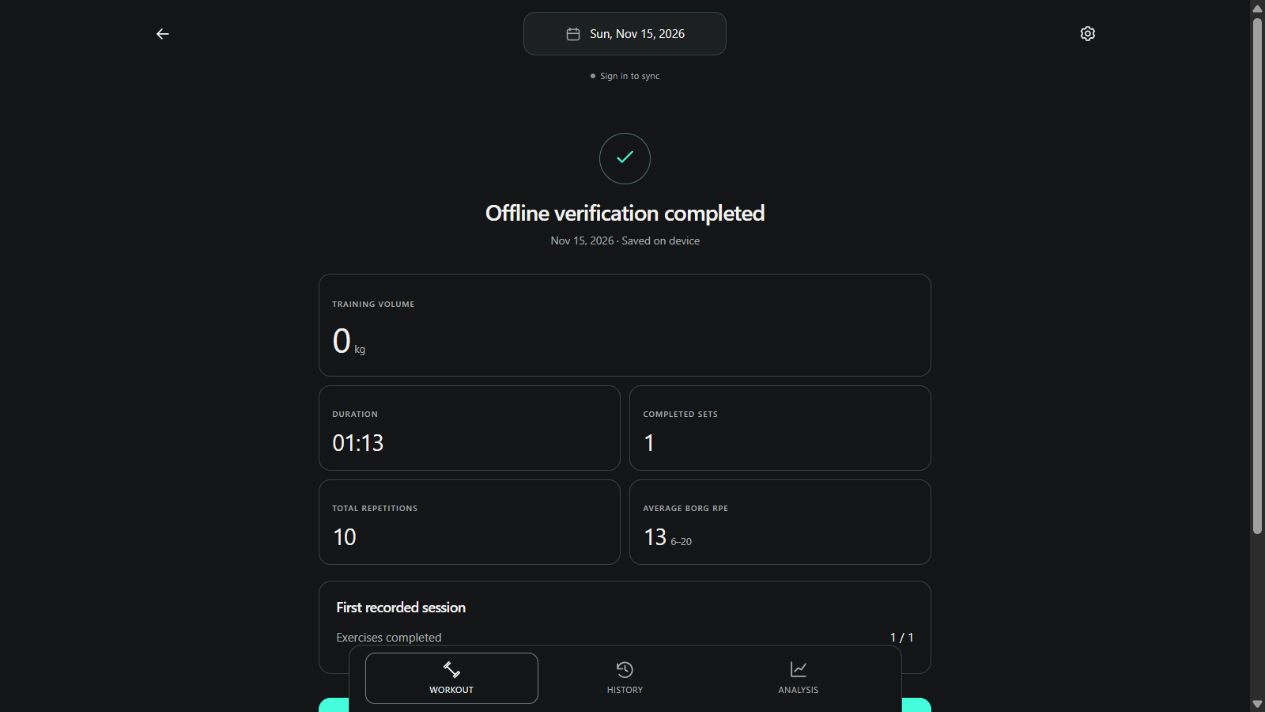 Sun, Nov 15, 2026
Sign in to sync
Offline verification completed
Nov 15, 2026 · Saved on device
TRAINING VOLUME
0 kg
DURATION
01:13
COMPLETED SETS
1
TOTAL REPETITIONS
10
AVERAGE BORG RPE
13 6–20
First recorded session
Exercises completed 1 / 1
WORKOUT
HISTORY
ANALYSIS